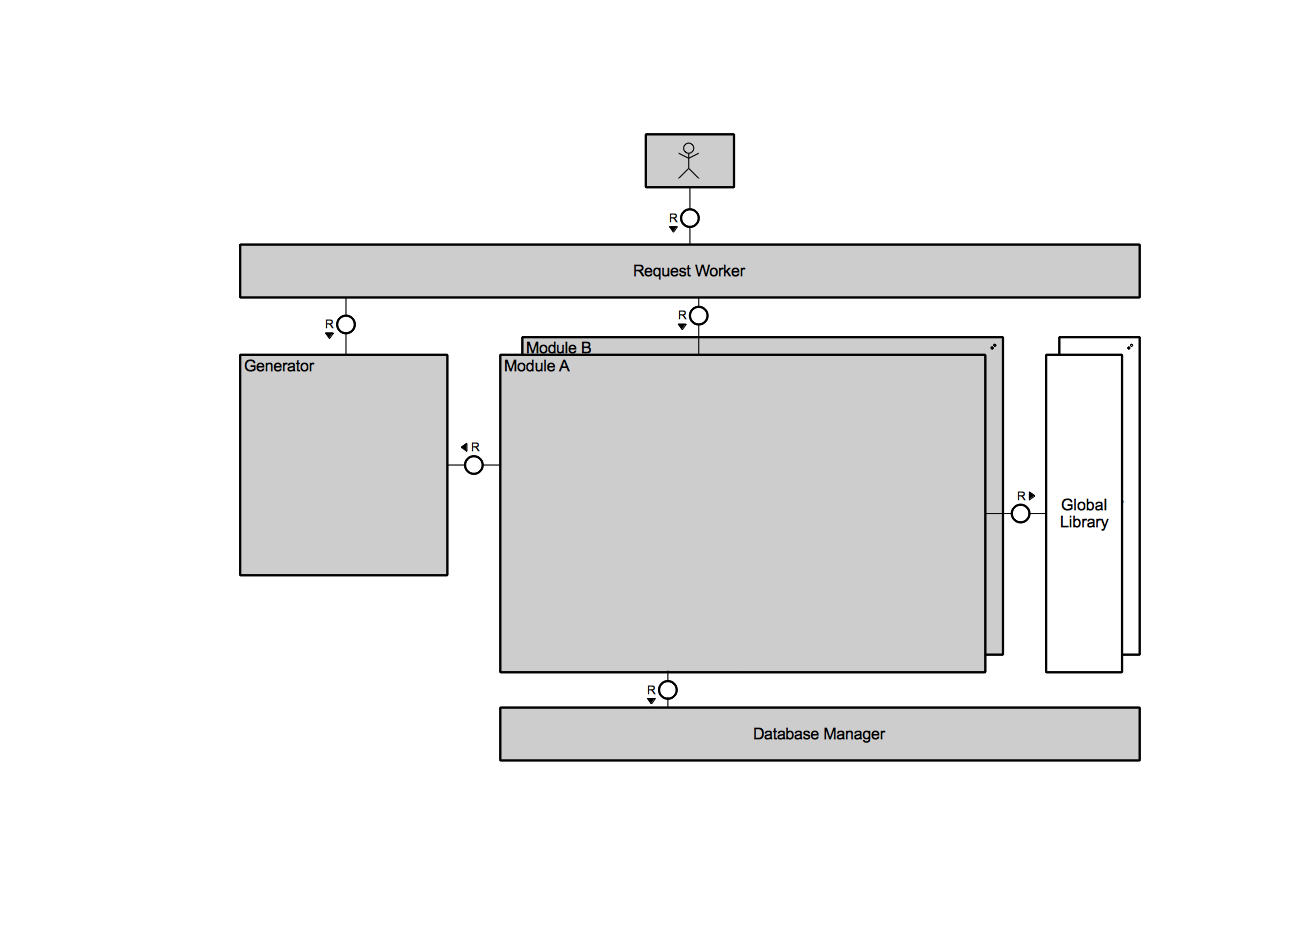 R
Request Worker
R
R
Module B
Generator
Module A
R
R
Global
Library
R
Database Manager